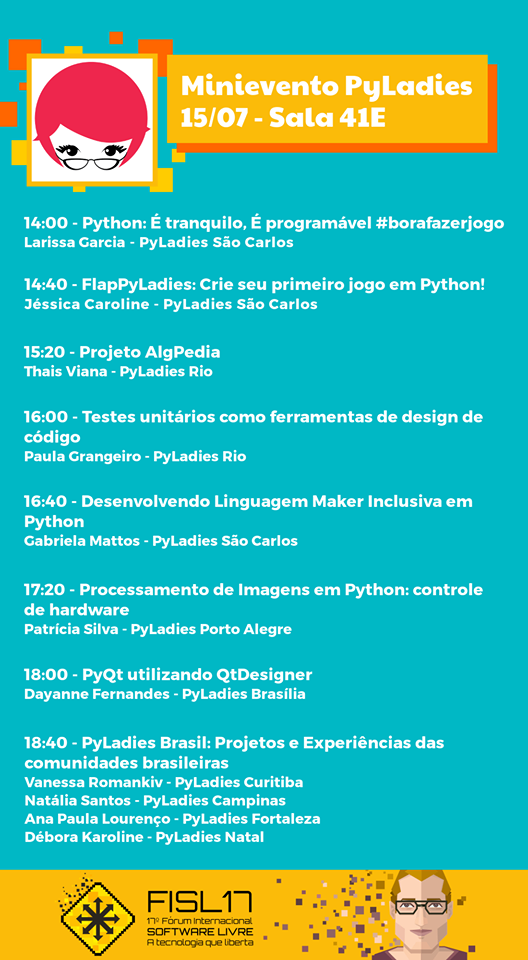 Minievento PyLadies
15/07 - Sala 41E
14:00 - Python: É tranquilo, É programável #borafazerjogo
Larissa Garcia - PyLadies São Carlos
14:40 - FlapPyLadies: Crie seu primeiro jogo em Python!
Jéssica Caroline - PyLadies São Carlos
15:20 - Projeto AlgPedia
Thais Viana - PyLadies Rio
16:00 - Testes unitários como ferramentas de design de
código
Paula Grangeiro - PyLadies Rio
16:40 - Desenvolvendo Linguagem Maker Inclusiva em
Python
Gabriela Mattos - PyLadies São Carlos
17:20 - Processamento de Imagens em Python: controle
de hardware
Patrícia Silva - PyLadies Porto Alegre
18:00 - PyQt utilizando QtDesigner
Dayanne Fernandes - PyLadies Brasília
18:40 - PyLadies Brasil: Projetos e Experiências das
comunidades brasileiras
Vanessa Romankiv - PyLadies Curitiba
Natália Santos - PyLadies Campinas
Ana Paula Lourenço - PyLadies Fortaleza
Débora Karoline - PyLadies Natal
FISL17
17º Fórum Internacional
SOFTWARE LIVRE
A tecnologia que liberta